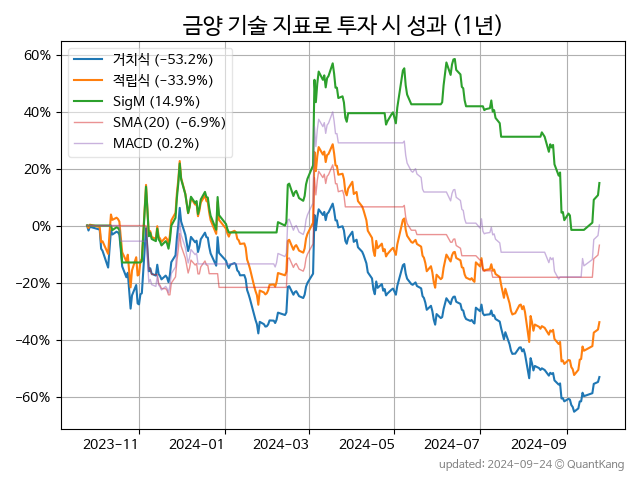 금양 기술 지표로 투자 시 성과 (1년)
거치식 (−53.2%)
적립식 (−33.9%)
SigM (14.9%)
SMA(20) (−6.9%)
MACD (0.2%)
60%
40%
20%
0%
−20%
−40%
−60%
2023-11 2024-01 2024-03 2024-05 2024-07 2024-09
updated: 2024-09-24 © QuantKang